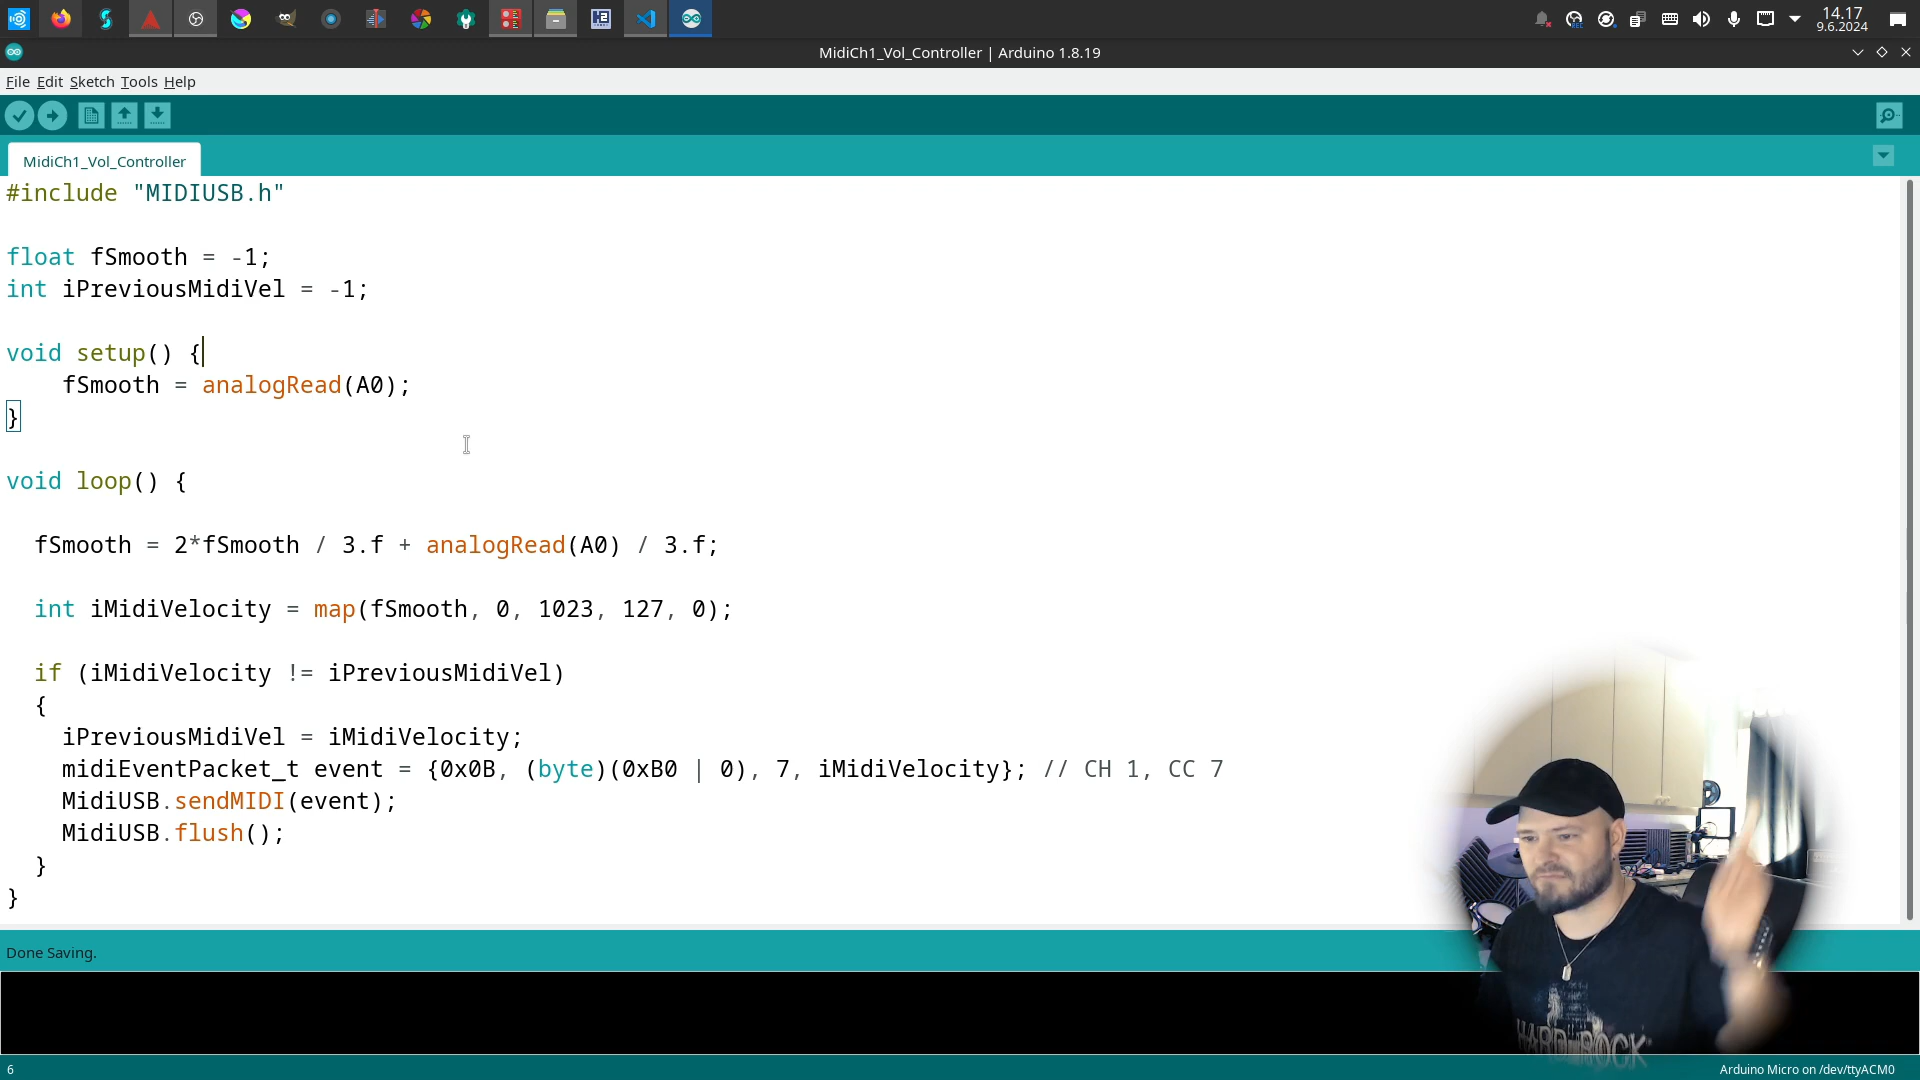 14.17
9.6.2024
MidiCh1_Vol_Controller | Arduino 1.8.19
File Edit Sketch Tools Help
MidiCh1_Vol_Controller
#include "MIDIUSB.h"
float fSmooth = -1;
int iPreviousMidiVel = -1;
void setup() {
    fSmooth = analogRead(A0);
}
void loop() {
  fSmooth = 2*fSmooth / 3.f + analogRead(A0) / 3.f;
  int iMidiVelocity = map(fSmooth, 0, 1023, 127, 0);
  if (iMidiVelocity != iPreviousMidiVel)
  {
    iPreviousMidiVel = iMidiVelocity;
    midiEventPacket_t event = {0x0B, (byte)(0xB0 | 0), 7, iMidiVelocity}; // CH 1, CC 7
    MidiUSB.sendMIDI(event);
    MidiUSB.flush();
  }
}
Done Saving.
HARD ROCK
6
Arduino Micro on /dev/ttyACM0